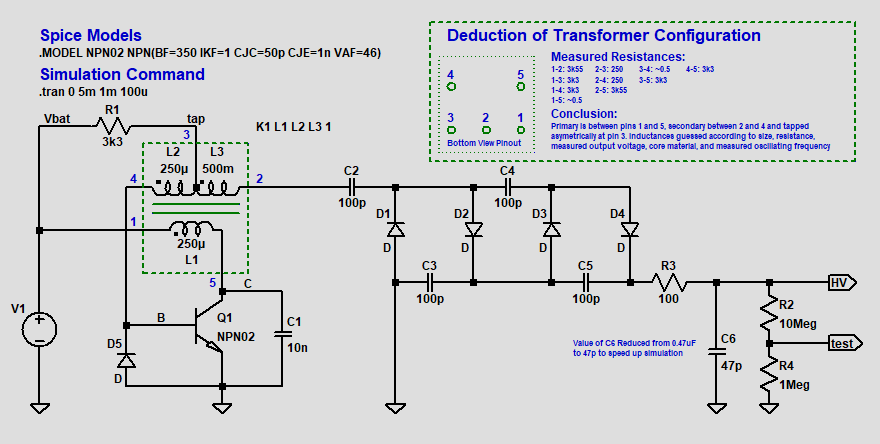 Spice Models
.MODEL NPN02 NPN(BF=350 IKF=1 CJC=50p CJE=1n VAF=46)
Simulation Command
.tran 0 5m 1m 100u
Deduction of Transformer Configuration
Measured Resistances:
1-2: 3k55 2-3: 250 3-4: ~0.5 4-5: 3k3
1-3: 3k3 2-4: 250 3-5: 3k3
1-4: 3k3 2-5: 3k55
1-5: ~0.5
Conclusion:
Primary is between pins 1 and 5, secondary between 2 and 4 and tapped
asymetrically at pin 3. Inductances guessed according to size, resistance,
measured output voltage, core material, and measured oscillating frequency
4 5
3 2 1
Bottom View Pinout
Vbat
R1
3k3
tap
3
K1 L1 L2 L3 1
L2 L3
250µ 500m
4
2
1
250µ
L1
5
C
C2
100p
C4
100p
D1
D
D2
D
D3
D
D4
D
C3
100p
C5
100p
R3
100
HV
V1
B
Q1
NPN02
C1
10n
D5
D
Value of C6 Reduced from 0.47uF
to 47p to speed up simulation
C6
47p
R2
10Meg
test
R4
1Meg